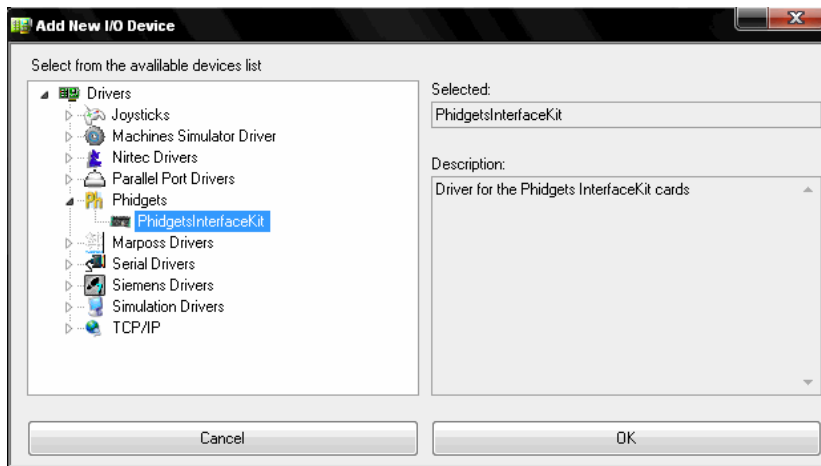 Add New I/O Device
Select from the avalilable devices list
Drivers
Joysticks
Machines Simulator Driver
Nirtec Drivers
Parallel Port Drivers
Ph Phidgets
PhidgetsInterfaceKit
Marposs Drivers
Serial Drivers
Siemens Drivers
Simulation Drivers
TCP/IP
Selected:
PhidgetsInterfaceKit
Description:
Driver for the Phidgets InterfaceKit cards
Cancel
OK